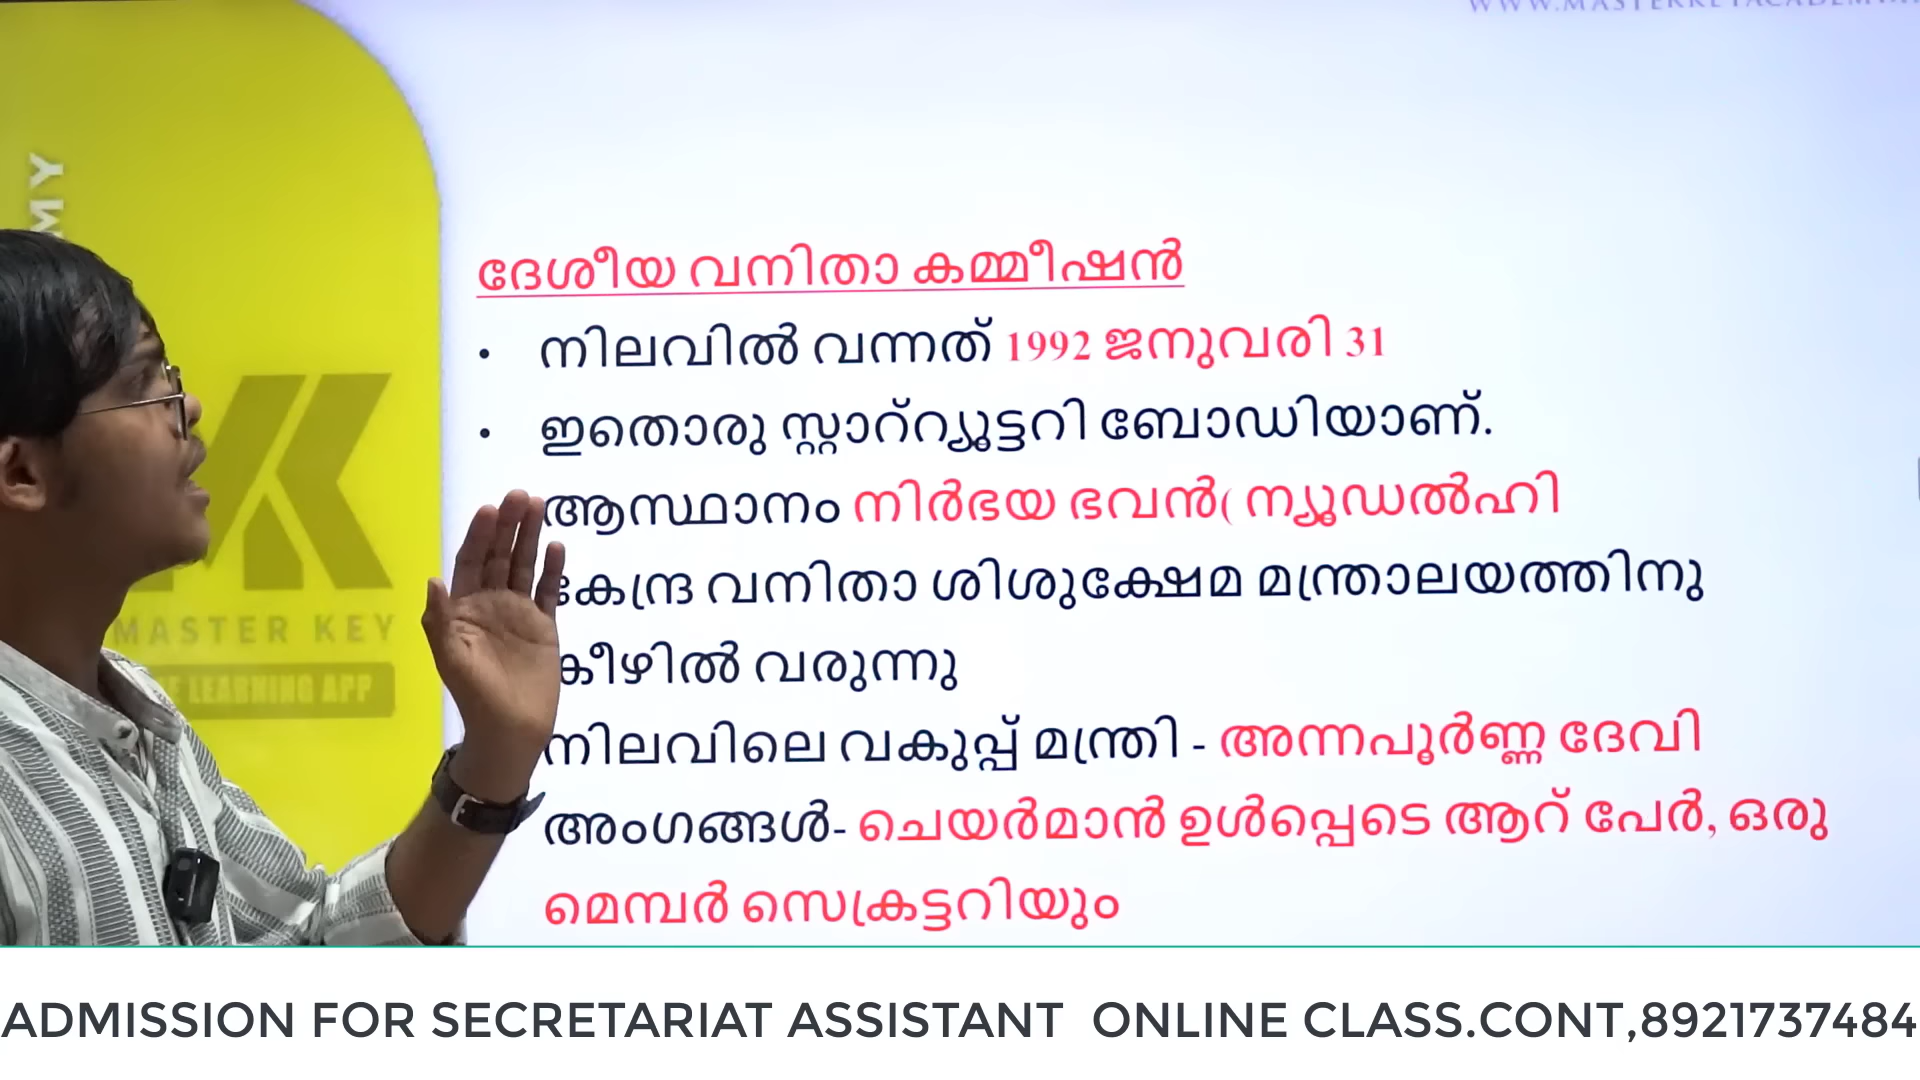 ദേശീയ വനിതാ കമ്മീഷൻ
• നിലവിൽ വന്നത് 1992 ജനുവരി 31
• ഇതൊരു സ്റ്റാറ്റ്യൂട്ടറി ബോഡിയാണ്.
ആസ്ഥാനം നിർഭയ ഭവൻ( ന്യൂഡൽഹി
കേന്ദ്ര വനിതാ ശിശുക്ഷേമ മന്ത്രാലയത്തിനു
കീഴിൽ വരുന്നു
നിലവിലെ വകുപ്പ് മന്ത്രി - അന്നപൂർണ്ണ ദേവി
അംഗങ്ങൾ- ചെയർമാൻ ഉൾപ്പെടെ ആറ് പേർ, ഒരു
മെമ്പർ സെക്രട്ടറിയും
MASTER KEY
LEARNING APP
ADMISSION FOR SECRETARIAT ASSISTANT ONLINE CLASS.CONT,8921737484